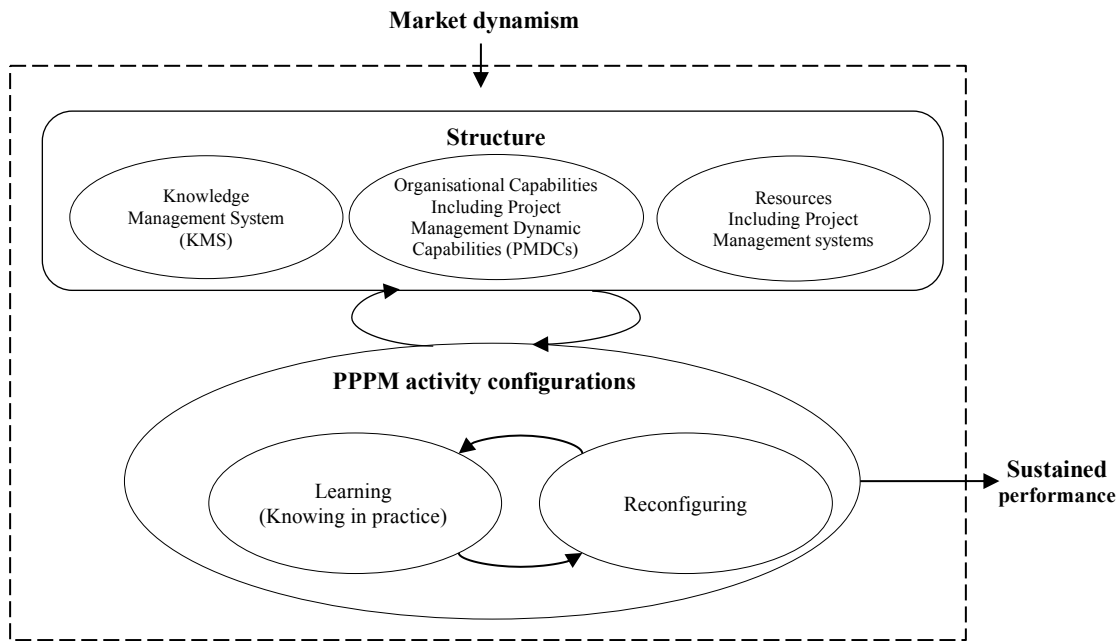 Market dynamism
Structure
Knowledge
Management System
(KMS)
Organisational Capabilities
Including Project
Management Dynamic
Capabilities (PMDCs)
Resources
Including Project
Management systems
PPPM activity configurations
Learning
(Knowing in practice)
Reconfiguring
Sustained
performance